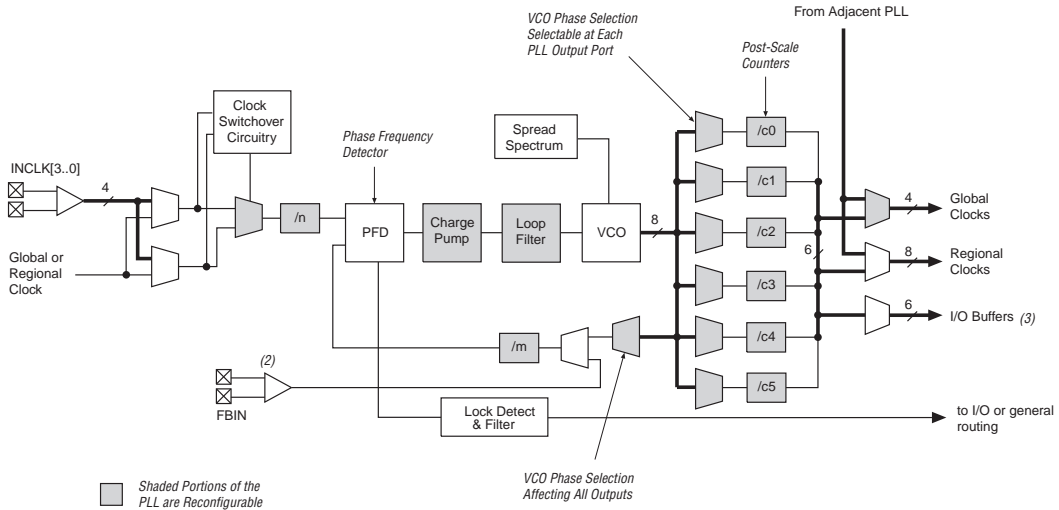 From Adjacent PLL
VCO Phase Selection
Selectable at Each
PLL Output Port
Post-Scale
Counters
Clock
Switchover
Circuitry
Phase Frequency
Detector
Spread
Spectrum
INCLK[3..0]
4
/n
PFD
Charge
Pump
Loop
Filter
VCO
8
/c0
/c1
/c2
6
/c3
/c4
/c5
4
Global
Clocks
8
Regional
Clocks
6
I/O Buffers (3)
Global or
Regional
Clock
/m
(2)
FBIN
Lock Detect
& Filter
to I/O or general
routing
VCO Phase Selection
Affecting All Outputs
Shaded Portions of the
PLL are Reconfigurable